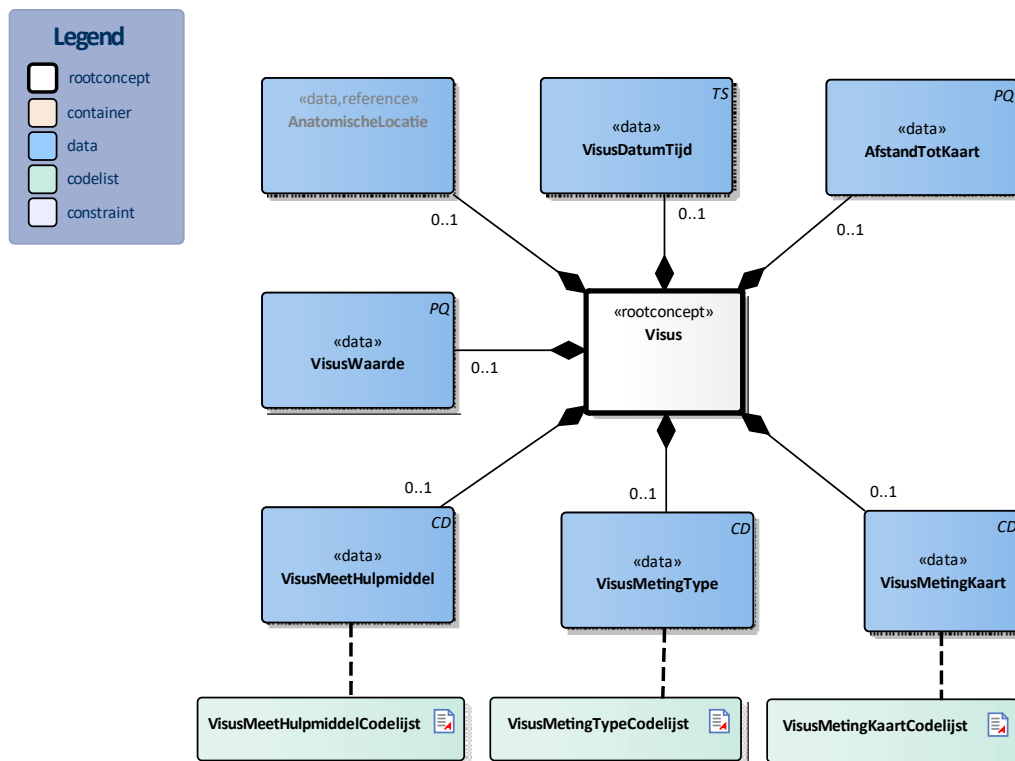 Legend
rootconcept
container
data
codelist
constraint
«data,reference»
AnatomischeLocatie
TS
«data»
VisusDatumTijd
PQ
«data»
AfstandTotKaart
0..1
0..1
0..1
PQ
«data»
VisusWaarde
0..1
«rootconcept»
Visus
0..1
0..1
0..1
CD
«data»
VisusMeetHulpmiddel
CD
«data»
VisusMetingType
CD
«data»
VisusMetingKaart
VisusMeetHulpmiddelCodelijst
VisusMetingTypeCodelijst
VisusMetingKaartCodelijst